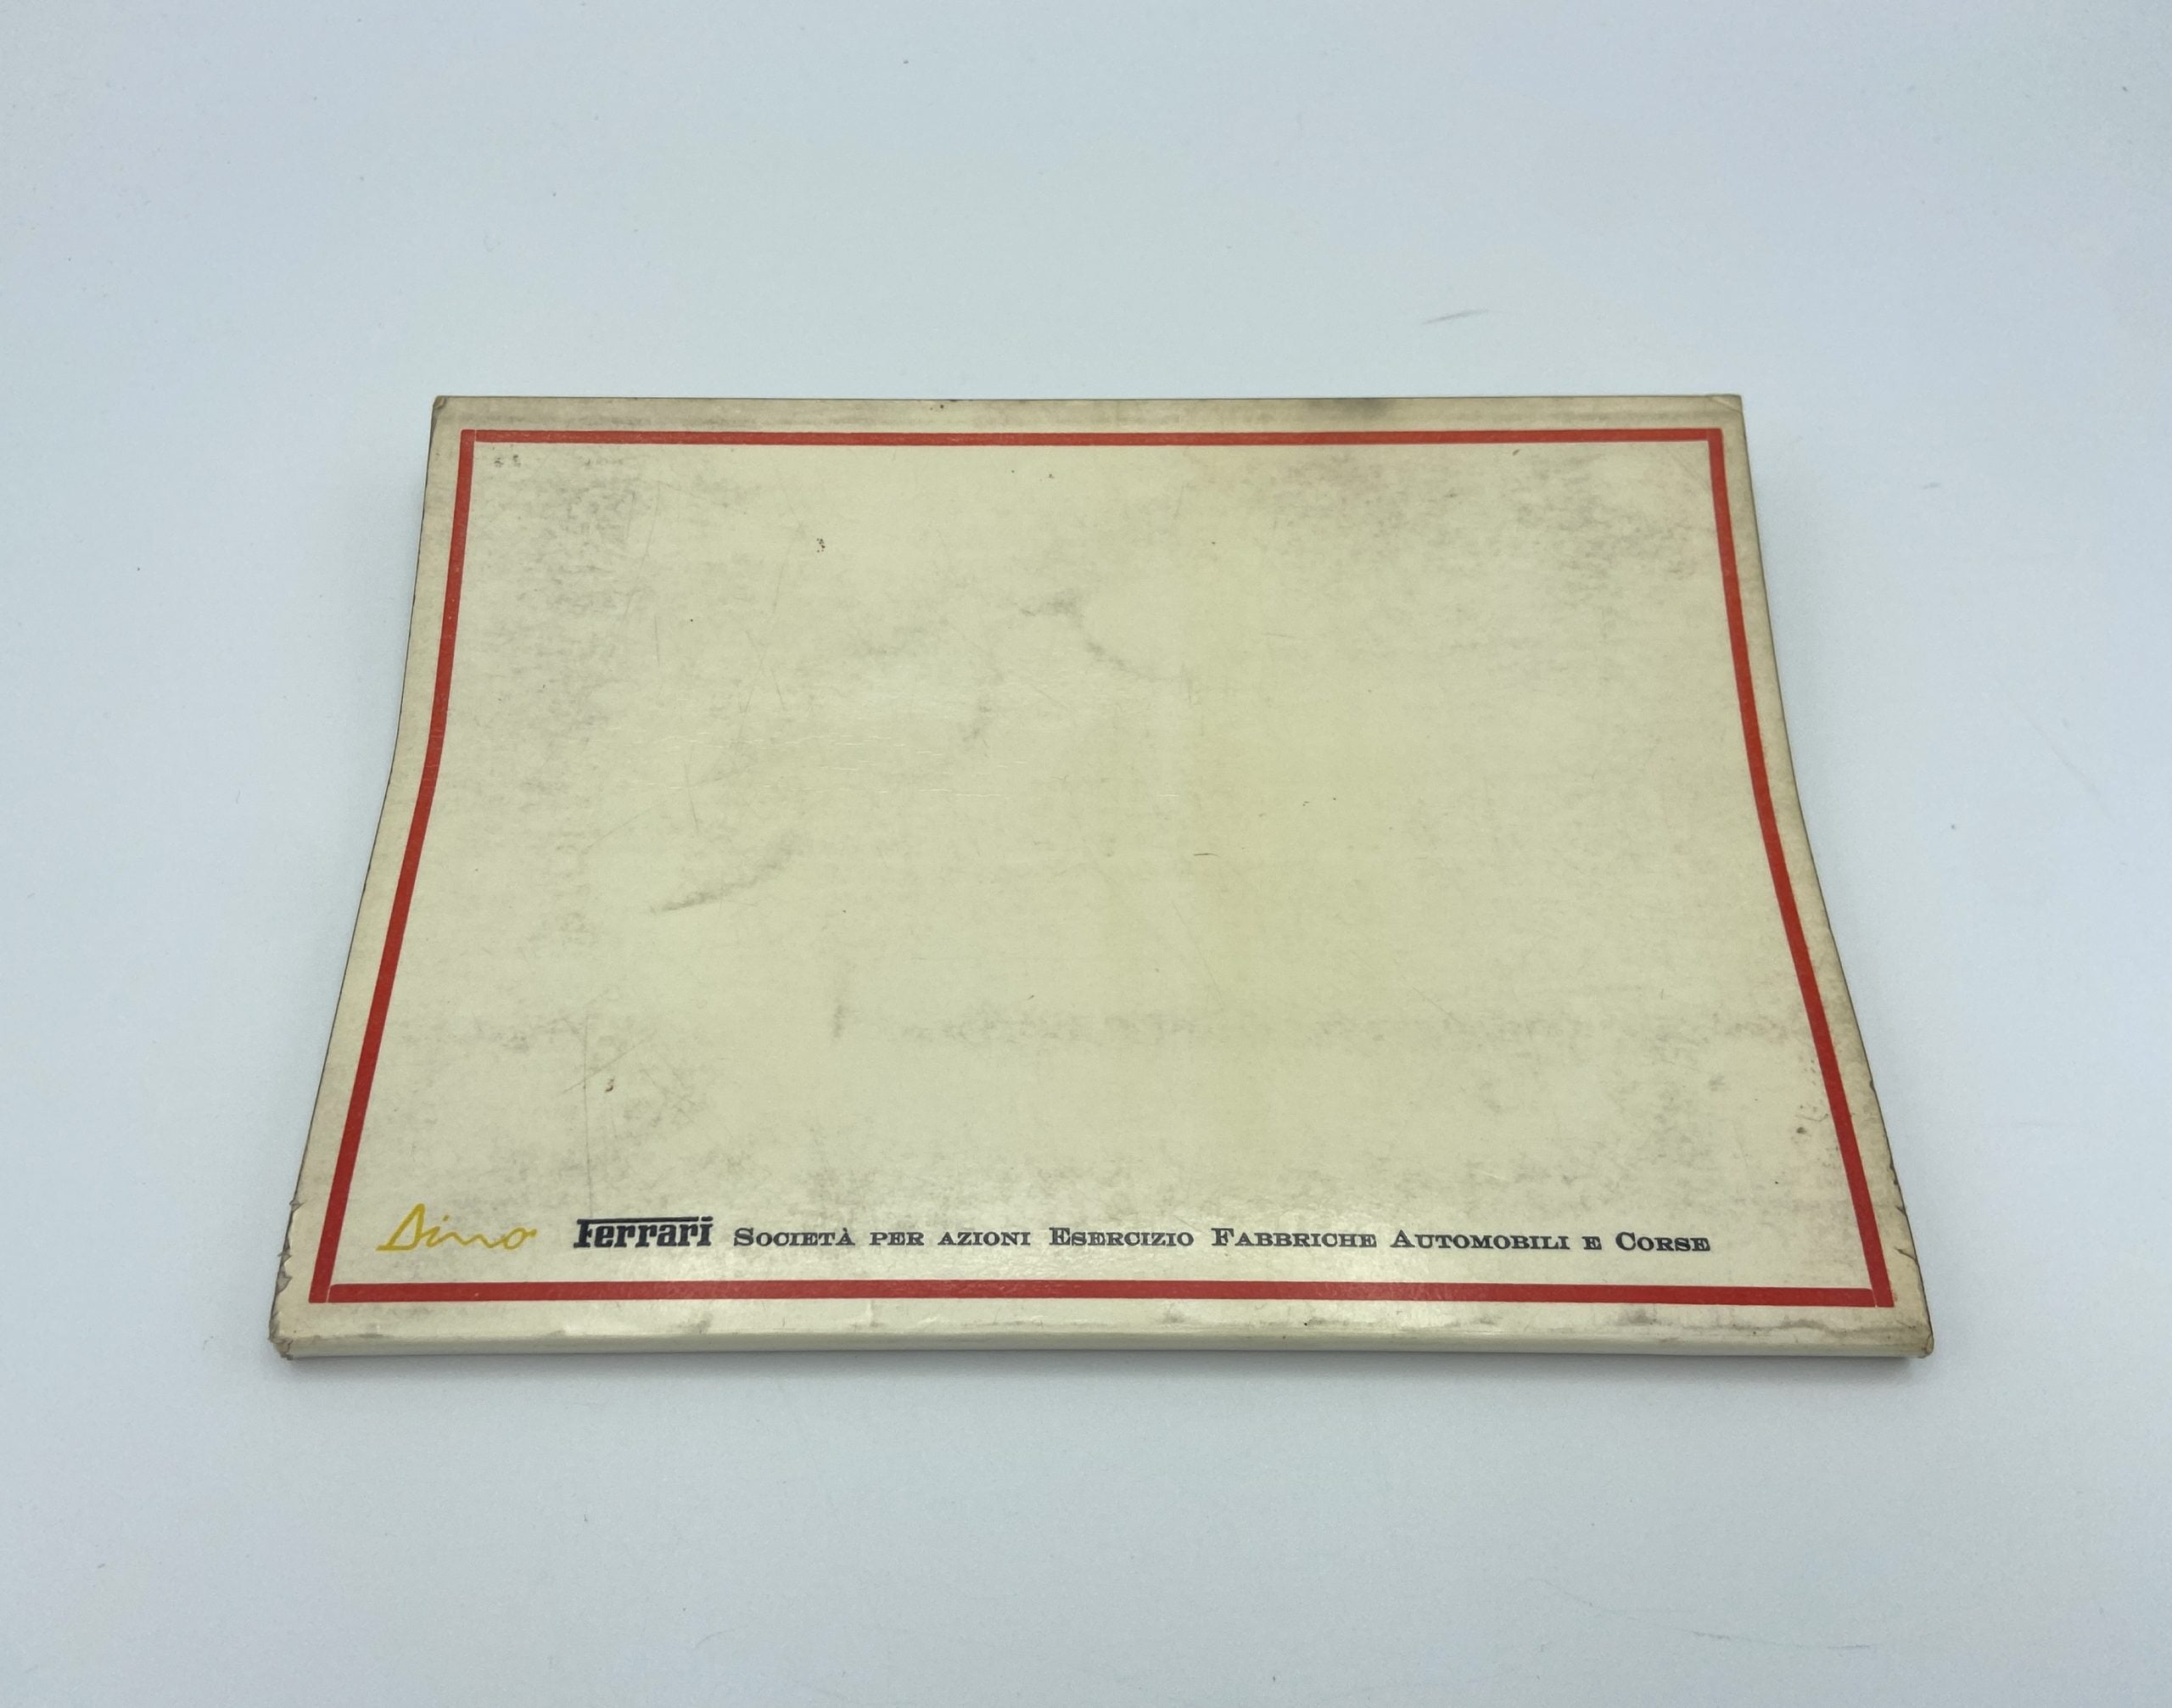 Dino Ferrari Società per azioni Esercizio Fabbriche Automobili e Corse